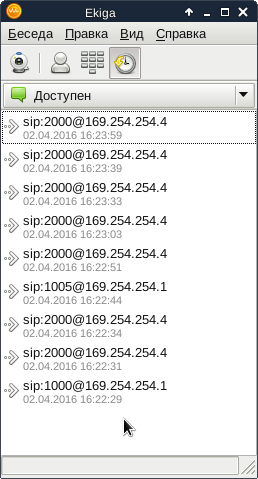 Ekiga
Беседа Правка Вид Справка
Доступен
sip:2000@169.254.254.4
02.04.2016 16:23:59
sip:2000@169.254.254.4
02.04.2016 16:23:39
sip:2000@169.254.254.4
02.04.2016 16:23:33
sip:2000@169.254.254.4
02.04.2016 16:23:03
sip:2000@169.254.254.4
02.04.2016 16:22:51
sip:1005@169.254.254.1
02.04.2016 16:22:44
sip:2000@169.254.254.4
02.04.2016 16:22:34
sip:2000@169.254.254.4
02.04.2016 16:22:31
sip:1000@169.254.254.1
02.04.2016 16:22:29